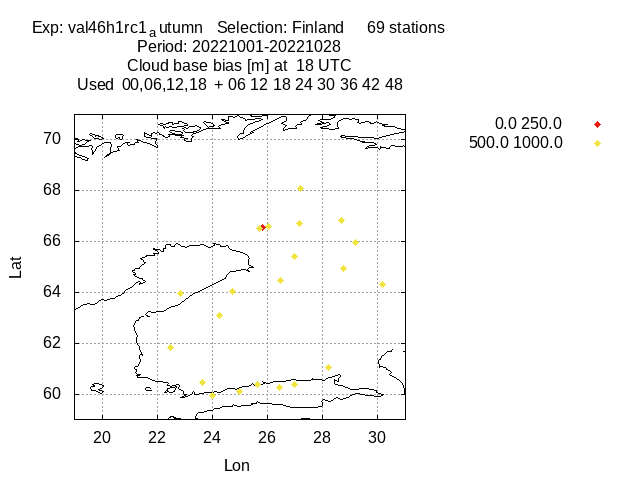 Exp: val46h1rc1_autumn Selection: Finland 69 stations
Period: 20221001-20221028
Cloud base bias [m] at 18 UTC
Used 00,06,12,18 + 06 12 18 24 30 36 42 48
0.0 250.0
500.0 1000.0
70
68
66
64
62
60
Lat
20 22 24 26 28 30
Lon